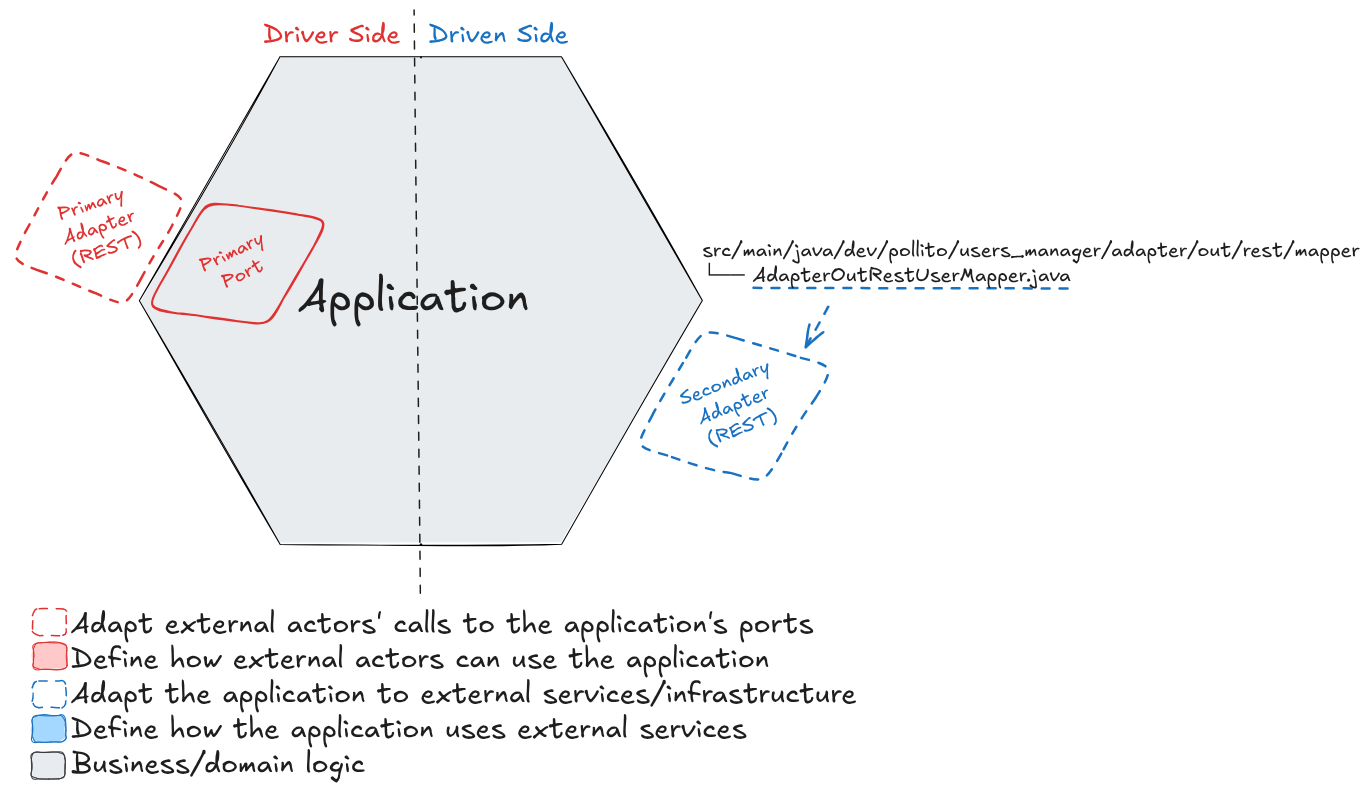 Driver Side
Driven Side
Primary
Adapter
(REST)
Primary
Port
Application
src/main/java/dev/pollito/users_manager/adapter/out/rest/mapper
AdapterOutRestUserMapper.java
Secondary
Adapter
(REST)
Adapt external actors' calls to the application's ports
Define how external actors can use the application
Adapt the application to external services/infrastructure
Define how the application uses external services
Business/domain logic